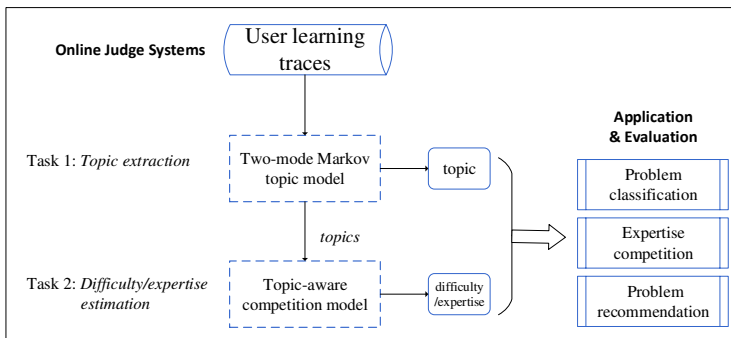 Online Judge Systems
User learning
traces
Application
& Evaluation
Task 1: Topic extraction
Two-mode Markov
topic model
topic
Problem
classification
topics
Expertise
competition
Task 2: Difficulty/expertise
estimation
Topic-aware
competition model
difficulty
/expertise
Problem
recommendation